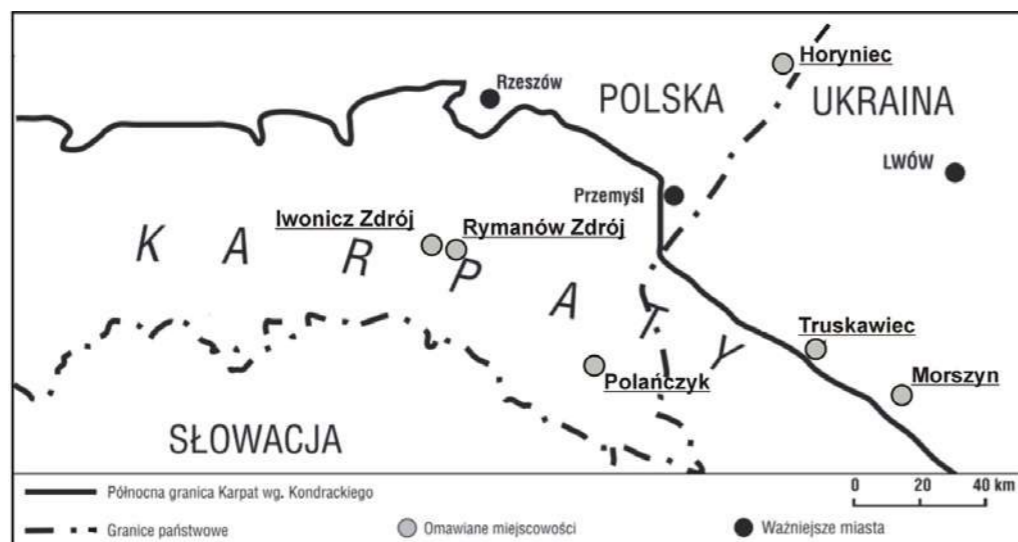 Horyniec
Rzeszów
POLSKA
UKRAINA
LWÓW
Przemyśl
Iwonicz Zdrój
Rymanów Zdrój
KARPATY
Truskawiec
Polańczyk
Morszyn
SŁOWACJA
Północna granica Karpat wg. Kondrackiego
0 20 40 km
Granice państwowe
Omawiane miejscowości
Ważniejsze miasta